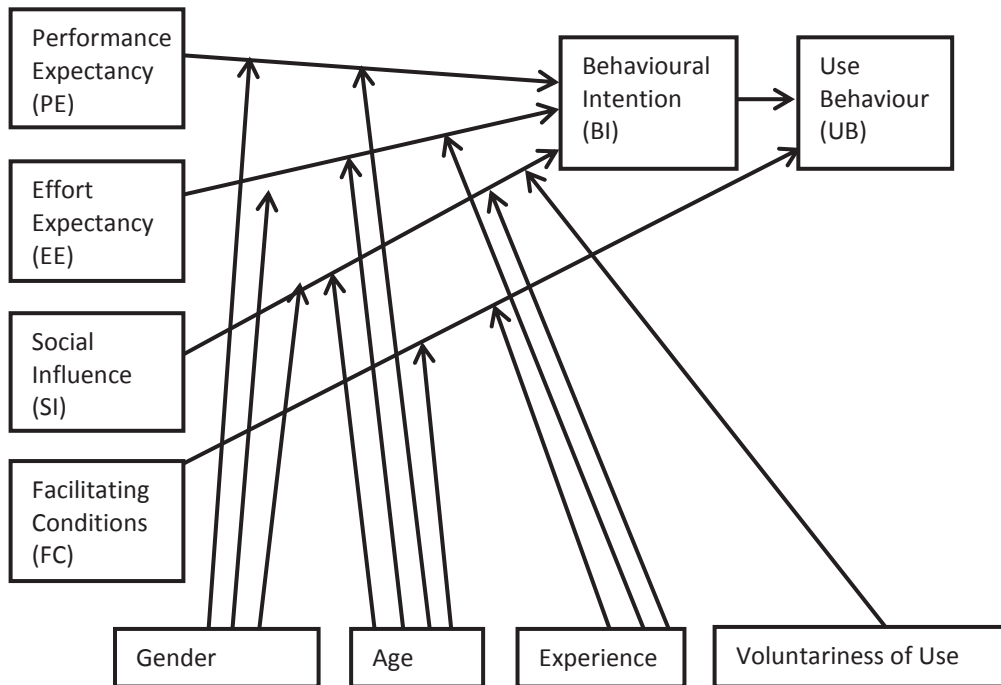 Performance
Expectancy
(PE)
Behavioural
Intention
(BI)
Use
Behaviour
(UB)
Effort
Expectancy
(EE)
Social
Influence
(SI)
Facilitating
Conditions
(FC)
Gender
Age
Experience
Voluntariness of Use